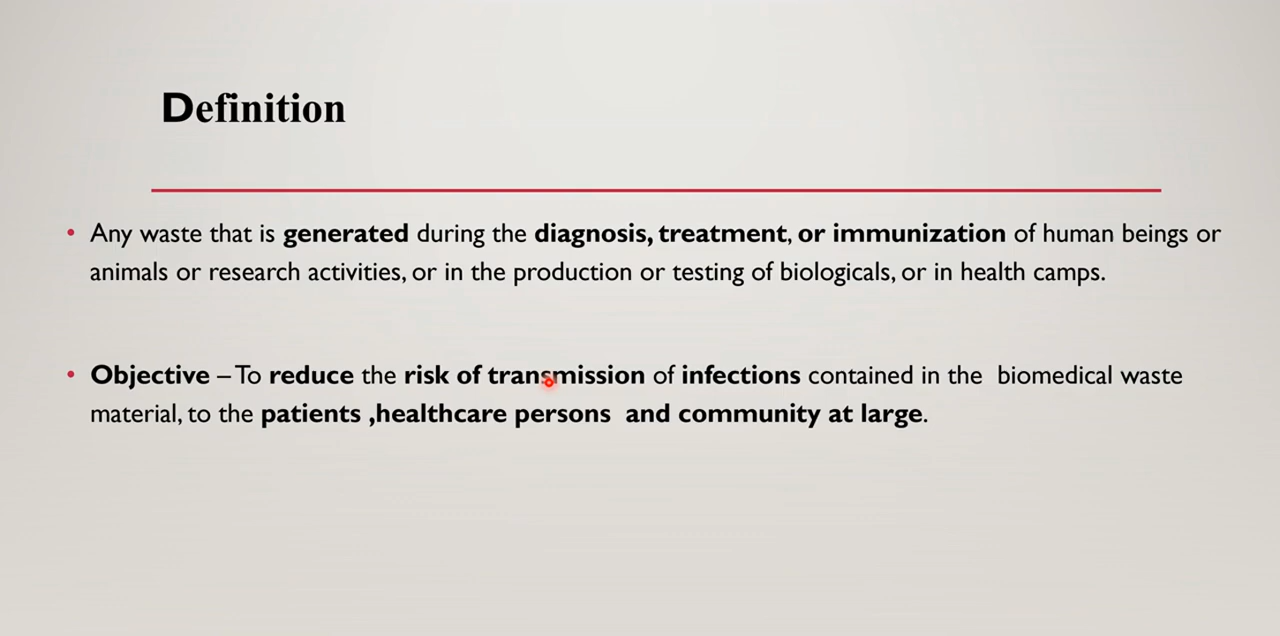 Definition
• Any waste that is generated during the diagnosis, treatment, or immunization of human beings or
animals or research activities, or in the production or testing of biologicals, or in health camps.
• Objective – To reduce the risk of transmission of infections contained in the  biomedical waste
material, to the patients ,healthcare persons  and community at large.